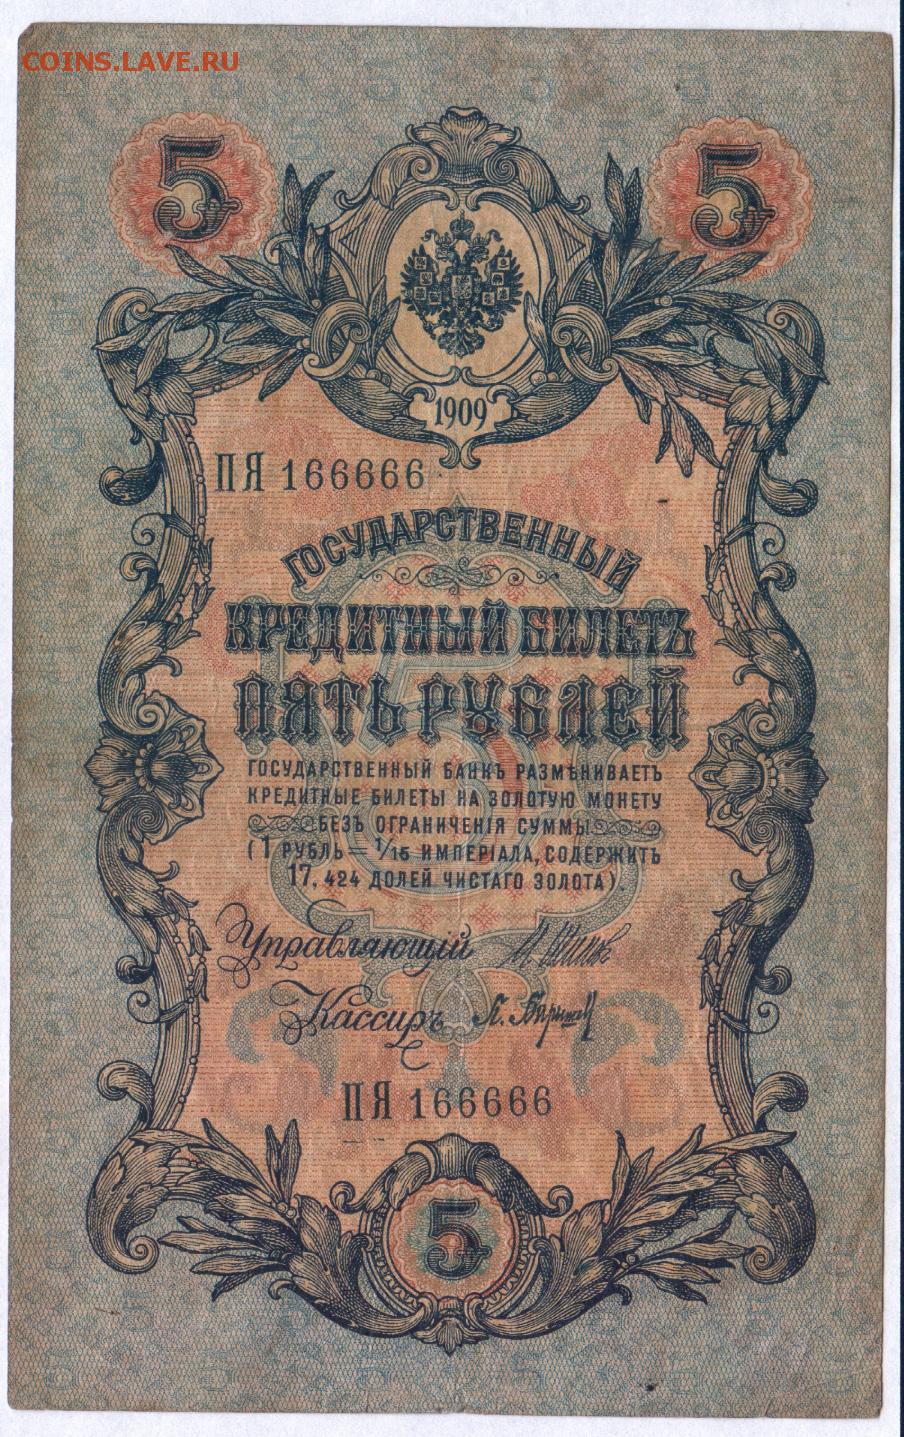 COINS.LAVE.RU
5 5
1909
ПЯ 166666
ГОСУДАРСТВЕННЫЙ
КРЕДИТНЫЙ БИЛЕТЪ
ПЯТЬ РУБЛЕЙ
ГОСУДАРСТВЕННЫЙ БАНКЪ РАЗМѢНИВАЕТЪ
КРЕДИТНЫЕ БИЛЕТЫ НА ЗОЛОТУЮ МОНЕТУ
БЕЗЪ ОГРАНИЧЕНІЯ СУММЫ
(1 РУБЛЬ = 1/15 ИМПЕРІАЛА, СОДЕРЖИТЪ
17,424 ДОЛЕЙ ЧИСТАГО ЗОЛОТА).
Управляющій
Кассиръ
ПЯ 166666
5